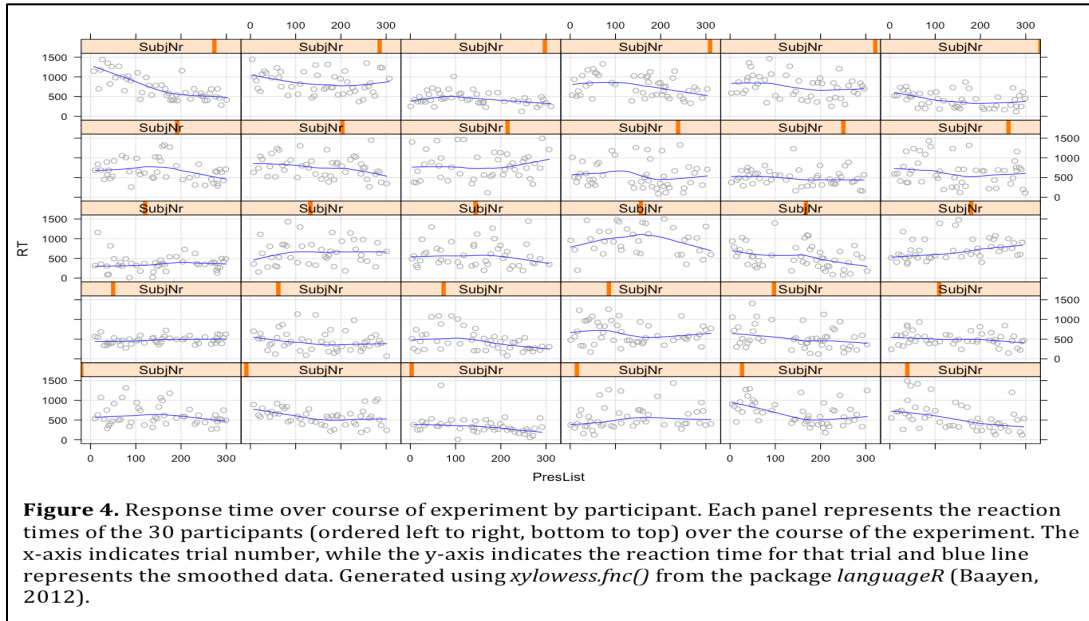 0 100 200 300 0 100 200 300 0 100 200 300
SubjNr SubjNr SubjNr SubjNr SubjNr SubjNr
1500
1000
500
0
SubjNr SubjNr SubjNr SubjNr SubjNr SubjNr
1500
1000
500
0
SubjNr SubjNr SubjNr SubjNr SubjNr SubjNr
1500
1000
500
0
RT
SubjNr SubjNr SubjNr SubjNr SubjNr SubjNr
1500
1000
500
0
SubjNr SubjNr SubjNr SubjNr SubjNr SubjNr
1500
1000
500
0
0 100 200 300 0 100 200 300 0 100 200 300
PresList
Figure 4. Response time over course of experiment by participant. Each panel represents the reaction
times of the 30 participants (ordered left to right, bottom to top) over the course of the experiment. The
x-axis indicates trial number, while the y-axis indicates the reaction time for that trial and blue line
represents the smoothed data. Generated using xylowess.fnc() from the package languageR (Baayen,
2012).